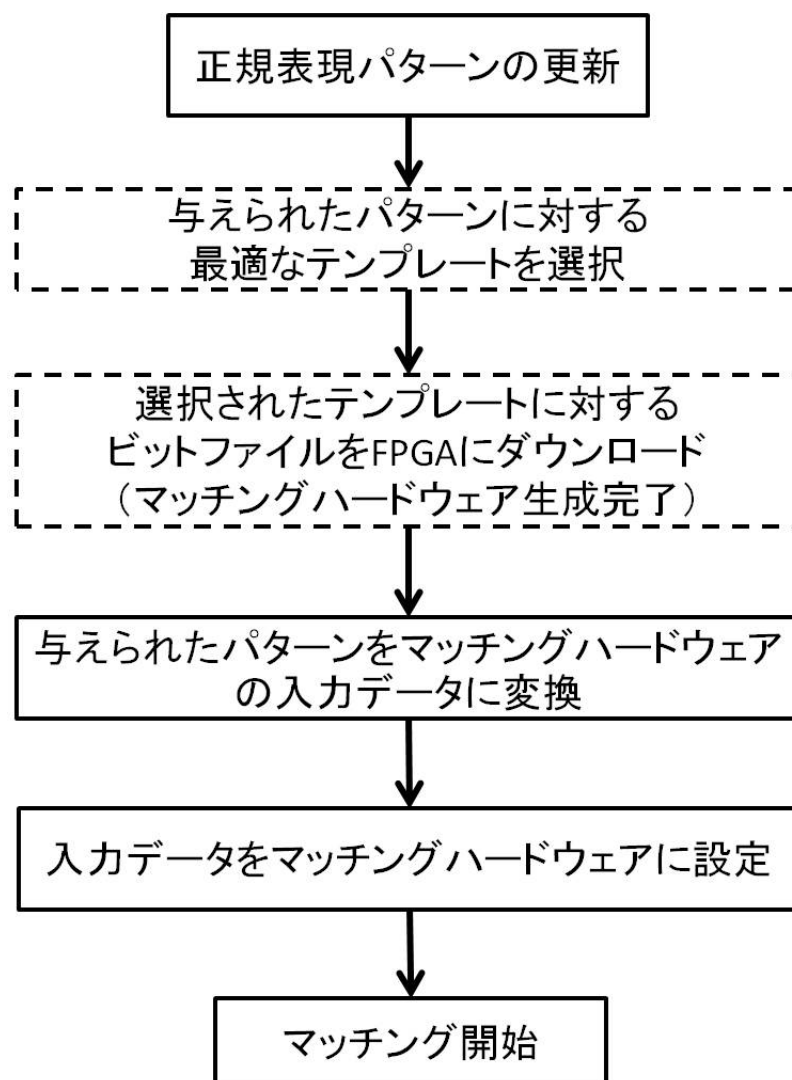 正規表現パターンの更新
与えられたパターンに対する
最適なテンプレートを選択
選択されたテンプレートに対する
ビットファイルをFPGAにダウンロード
（マッチングハードウェア生成完了）
与えられたパターンをマッチングハードウェア
の入力データに変換
入力データをマッチングハードウェアに設定
マッチング開始